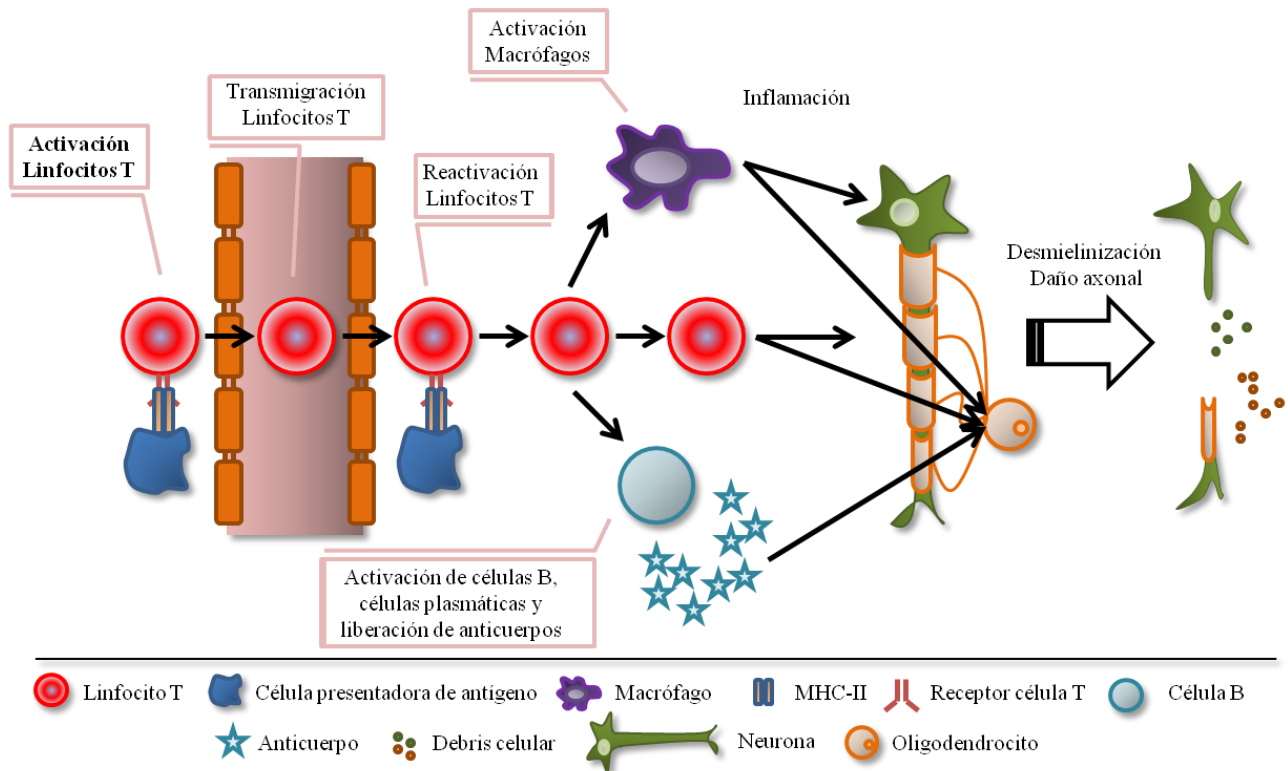 Activación
Macrófagos
Inflamación
Transmigración
Linfocitos T
Activación
Linfocitos T
Reactivación
Linfocitos T
Desmielinización
Daño axonal
Activación de células B,
células plasmáticas y
liberación de anticuerpos
Linfocito T
Célula presentadora de antígeno
Macrófago
MHC-II
Receptor célula T
Célula B
Anticuerpo
Debris celular
Neurona
Oligodendrocito